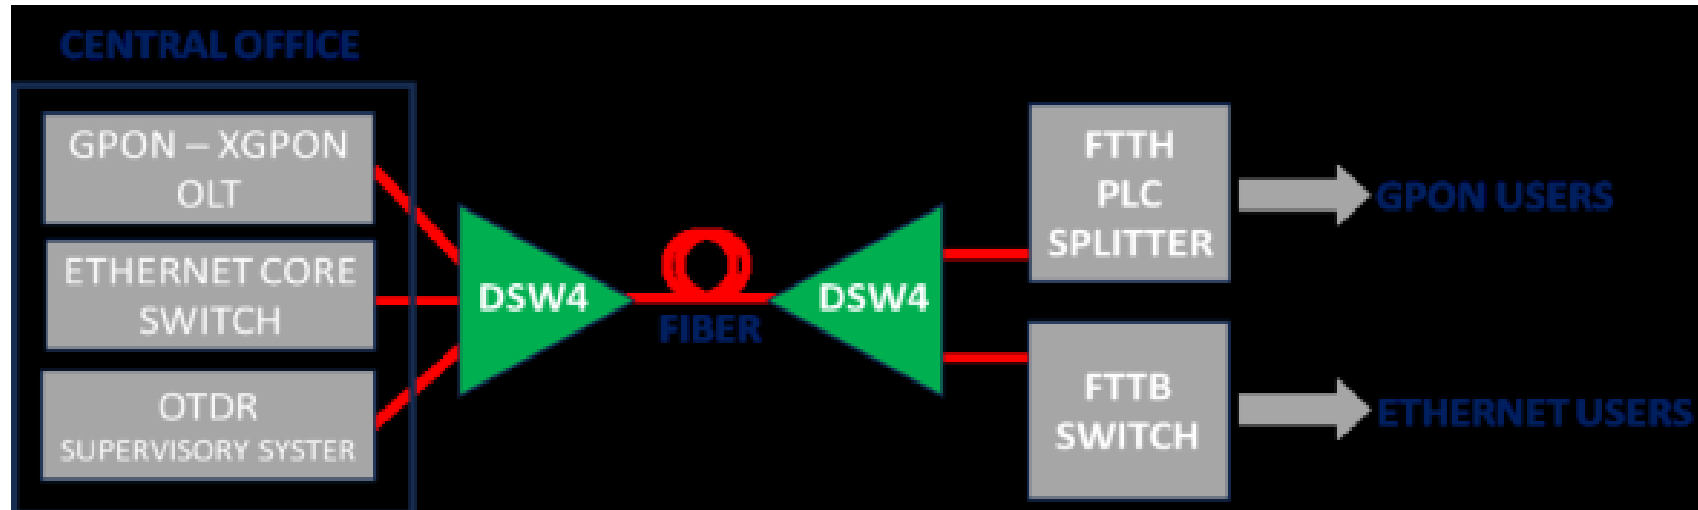 CENTRAL OFFICE
GPON – XGPON
OLT
ETHERNET CORE
SWITCH
OTDR
SUPERVISORY SYSTER
DSW4
FIBER
DSW4
FTTH
PLC
SPLITTER
GPON USERS
FTTB
SWITCH
ETHERNET USERS